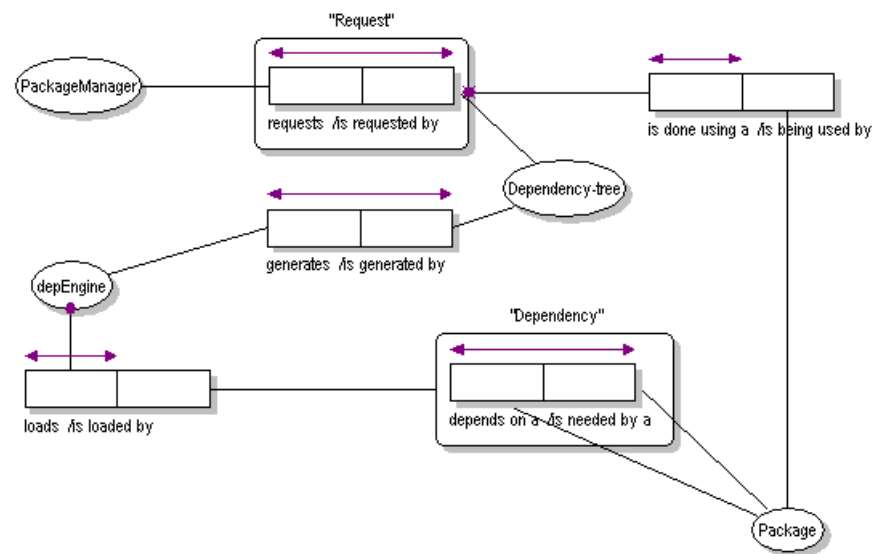 "Request"
PackageManager
requests /is requested by
is done using a /is being used by
Dependency-tree
generates /is generated by
depEngine
"Dependency"
loads /is loaded by
depends on a /is needed by a
Package